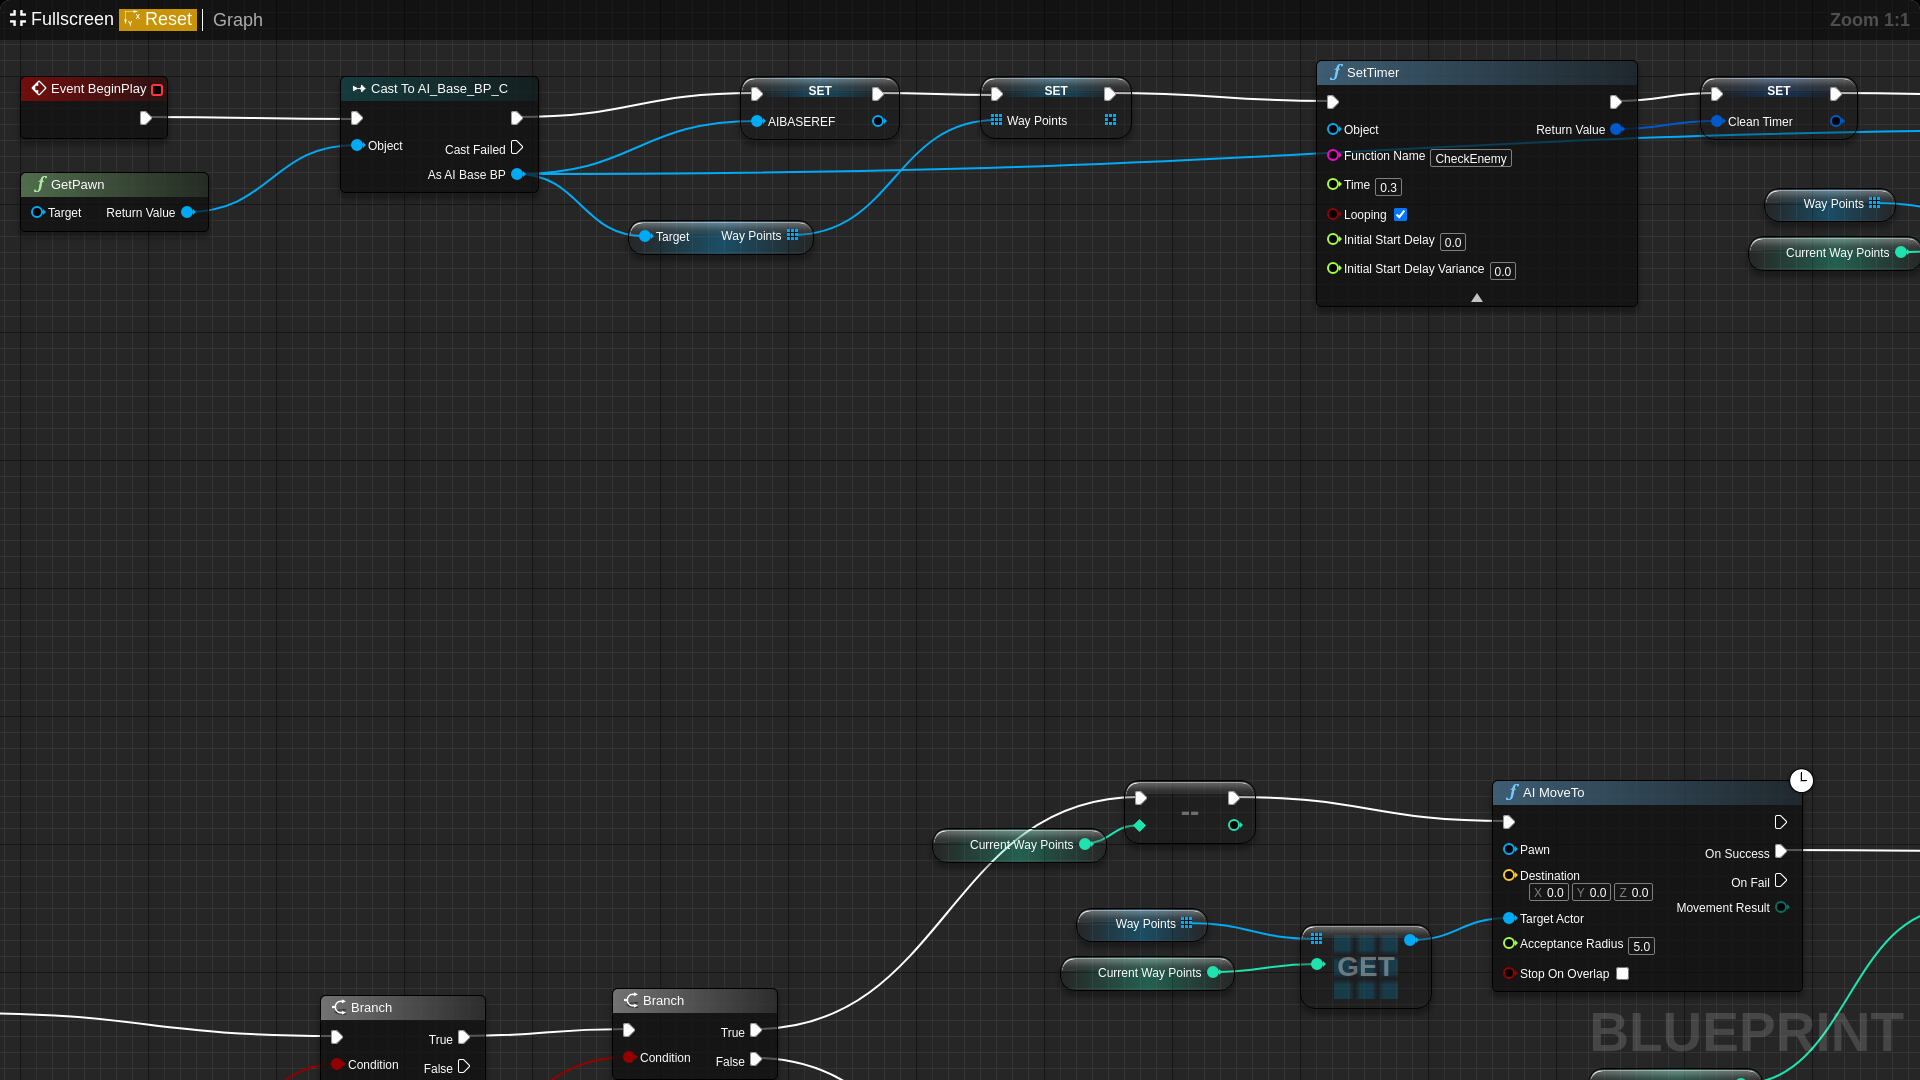 Fullscreen Reset Graph Zoom 1:1
Event BeginPlay
GetPawn
Target Return Value
Cast To AI_Base_BP_C
Object
Cast Failed
As AI Base BP
SET
AIBASEREF
SET
Way Points
Target Way Points
SetTimer
Object Return Value
Function Name CheckEnemy
Time 0.3
Looping
Initial Start Delay 0.0
Initial Start Delay Variance 0.0
SET
Clean Timer
Way Points
Current Way Points
--
Current Way Points
Way Points
Current Way Points
GET
AI MoveTo
Pawn
On Success
Destination
X 0.0 Y 0.0 Z 0.0
On Fail
Movement Result
Target Actor
Acceptance Radius 5.0
Stop On Overlap
Branch
True
Condition
False
Branch
True
Condition
False
BLUEPRINT